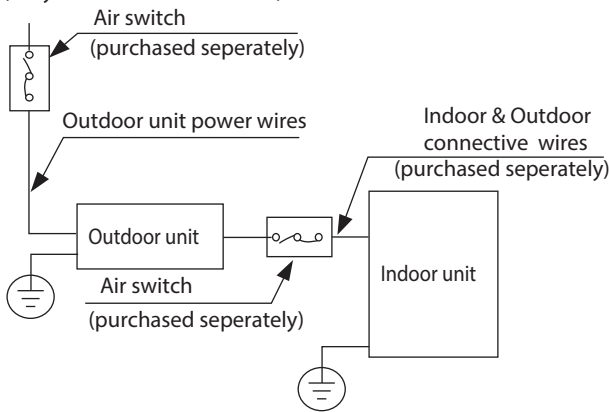 Air switch
(purchased seperately)
Outdoor unit power wires
Indoor & Outdoor
connective wires
(purchased seperately)
Outdoor unit
Indoor unit
Air switch
(purchased seperately)